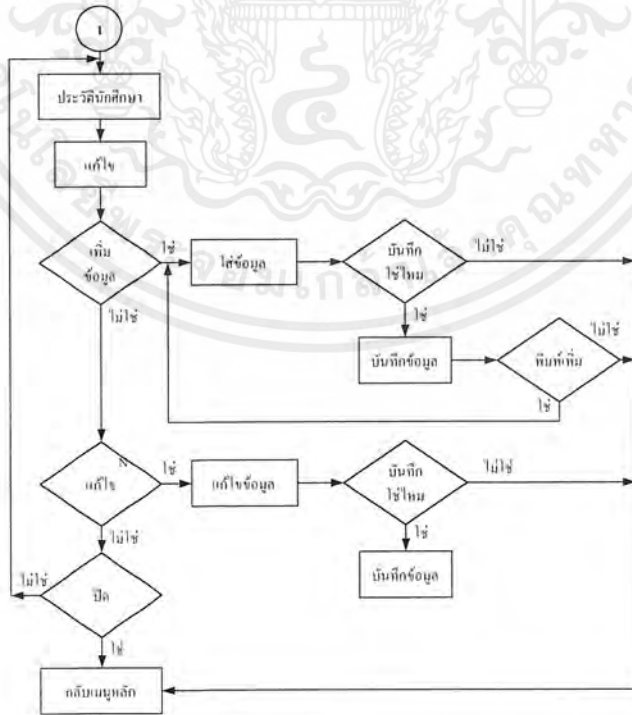 1
ประวัตินักศึกษา
แก้ไข
เพิ่ม
ข้อมูล
ใช่
ใส่ข้อมูล
บันทึก
ใช่ไหม
ไม่ใช่
ใช่
ไม่ใช่
บันทึกข้อมูล
พิมพ์เพิ่ม
ไม่ใช่
ใช่
N
แก้ไข
ใช่
แก้ไขข้อมูล
บันทึก
ใช่ไหม
ไม่ใช่
ใช่
ไม่ใช่
บันทึกข้อมูล
ไม่ใช่
ปิด
ใช่
กลับเมนูหลัก